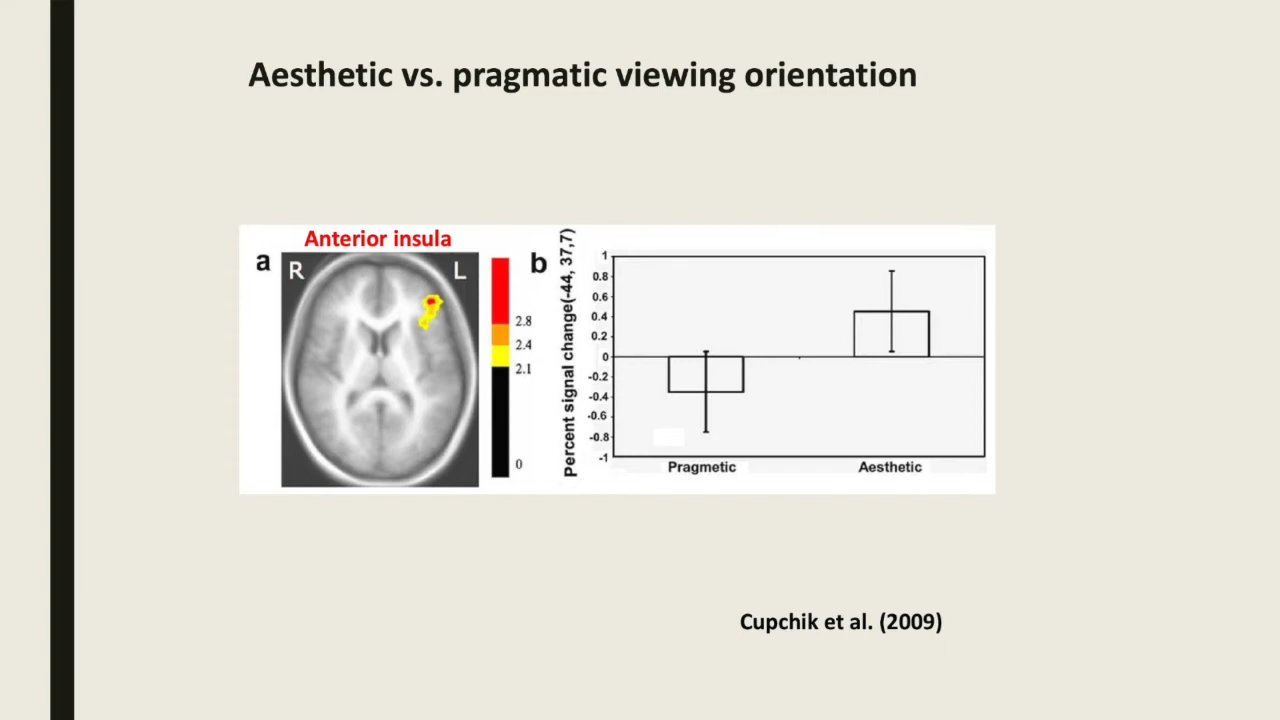 Aesthetic vs. pragmatic viewing orientation
Anterior insula
a
R
L
2.8
2.4
2.1
0
b
Percent signal change(-44, 37,7)
1
0.8
0.6
0.4
0.2
0
-0.2
-0.4
-0.6
-0.8
-1
Pragmetic
Aesthetic
Cupchik et al. (2009)